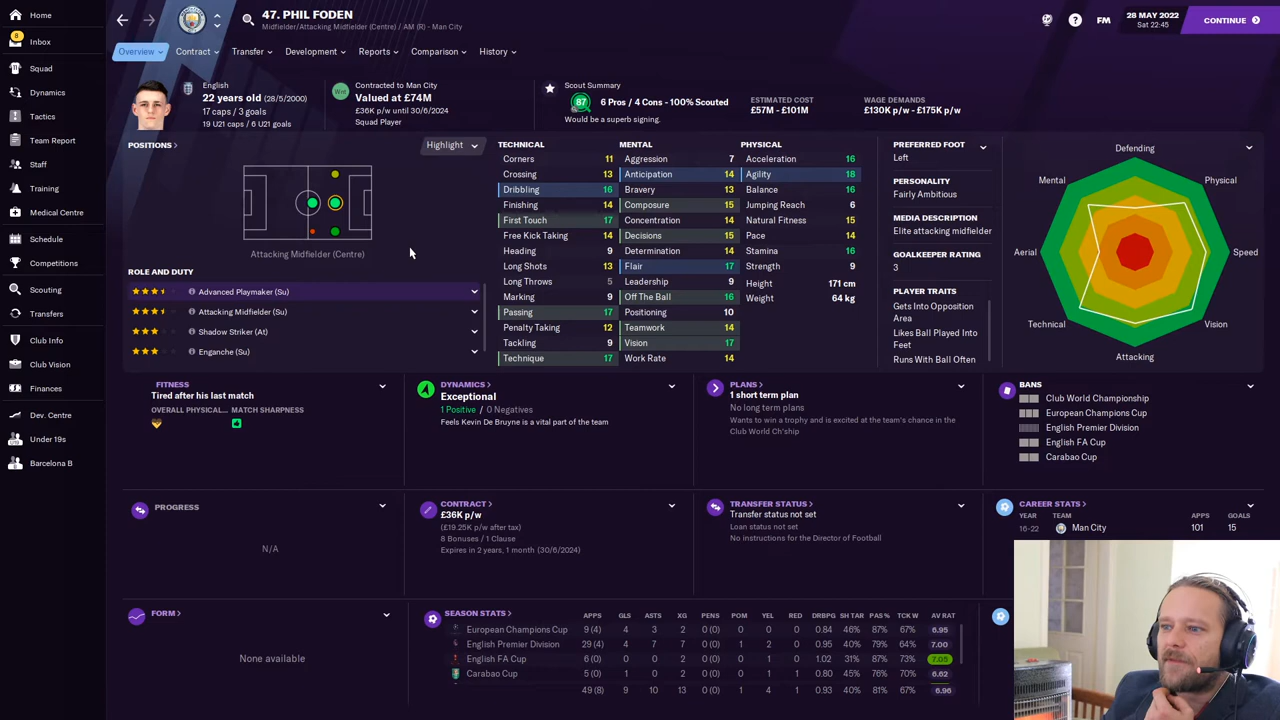 Home
8
Inbox
Squad
Dynamics
Tactics
Team Report
Staff
Training
Medical Centre
Schedule
Competitions
Scouting
Transfers
Club Info
Club Vision
Finances
Dev. Centre
Under 19s
Barcelona B
47. PHIL FODEN
Midfielder/Attacking Midfielder (Centre) / AM (R) - Man City
FM
28 MAY 2022
Sat 22:45
CONTINUE
Overview
Contract
Transfer
Development
Reports
Comparison
History
English
22 years old (28/5/2000)
17 caps / 3 goals
19 U21 caps / 6 U21 goals
Wnt
Contracted to Man City
Valued at £74M
£36K p/w until 30/6/2024
Squad Player
Scout Summary
87
6 Pros / 4 Cons - 100% Scouted
Would be a superb signing.
ESTIMATED COST
£57M - £101M
WAGE DEMANDS
£130K p/w - £175K p/w
POSITIONS
Highlight
Attacking Midfielder (Centre)
ROLE AND DUTY
Advanced Playmaker (Su)
Attacking Midfielder (Su)
Shadow Striker (At)
Enganche (Su)
TECHNICAL
Corners 11
Crossing 13
Dribbling 16
Finishing 14
First Touch 17
Free Kick Taking 14
Heading 9
Long Shots 13
Long Throws 5
Marking 9
Passing 17
Penalty Taking 12
Tackling 9
Technique 17
MENTAL
Aggression 7
Anticipation 14
Bravery 13
Composure 15
Concentration 14
Decisions 15
Determination 14
Flair 17
Leadership 9
Off The Ball 16
Positioning 10
Teamwork 14
Vision 17
Work Rate 14
PHYSICAL
Acceleration 16
Agility 18
Balance 16
Jumping Reach 6
Natural Fitness 15
Pace 14
Stamina 16
Strength 9
Height 171 cm
Weight 64 kg
PREFERRED FOOT
Left
PERSONALITY
Fairly Ambitious
MEDIA DESCRIPTION
Elite attacking midfielder
GOALKEEPER RATING
3
PLAYER TRAITS
Gets Into Opposition
Area
Likes Ball Played Into
Feet
Runs With Ball Often
Defending
Physical
Speed
Vision
Attacking
Technical
Aerial
Mental
FITNESS
Tired after his last match
OVERALL PHYSICAL... MATCH SHARPNESS
DYNAMICS
Exceptional
1 Positive / 0 Negatives
Feels Kevin De Bruyne is a vital part of the team
PLANS
1 short term plan
No long term plans
Wants to win a trophy and is excited at the team's chance in the
Club World Ch'ship
BANS
Club World Championship
European Champions Cup
English Premier Division
English FA Cup
Carabao Cup
PROGRESS
N/A
CONTRACT
£36K p/w
(£19.25K p/w after tax)
8 Bonuses / 1 Clause
Expires in 2 years, 1 month (30/6/2024)
TRANSFER STATUS
Transfer status not set
Loan status not set
No instructions for the Director of Football
CAREER STATS
YEAR TEAM APPS GOALS
16-22 Man City 101 15
FORM
None available
SEASON STATS APPS GLS ASTS XG PENS POM YEL RED DRBPG SH TAR PAS % TCK W AV RAT
European Champions Cup 9 (4) 4 3 2 0 (0) 0 0 0 0.84 46% 87% 67% 6.95
English Premier Division 29 (4) 4 7 7 0 (0) 1 2 0 0.95 40% 79% 64% 7.00
English FA Cup 6 (0) 0 0 2 0 (0) 0 1 0 1.02 31% 87% 73% 7.05
Carabao Cup 5 (0) 1 0 2 0 (0) 0 1 0 0.80 45% 76% 70% 6.62
49 (8) 9 10 13 0 (0) 1 4 1 0.93 40% 81% 67% 6.96